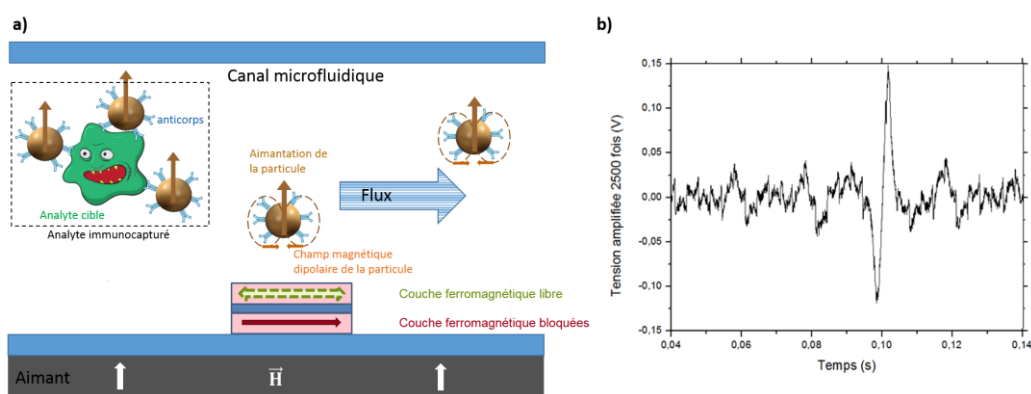 a)
Canal microfluidique
anticorps
Analyte cible
Analyte immunocapturé
Aimantation de
la particule
Flux
Champ magnétique
dipolaire de la particule
Couche ferromagnétique libre
Couche ferromagnétique bloquées
Aimant
H
b)
Tension amplifiée 2500 fois (V)
0,15
0,10
0,05
0,00
-0,05
-0,10
-0,15
0,04
0,06
0,08
0,10
0,12
0,14
Temps (s)